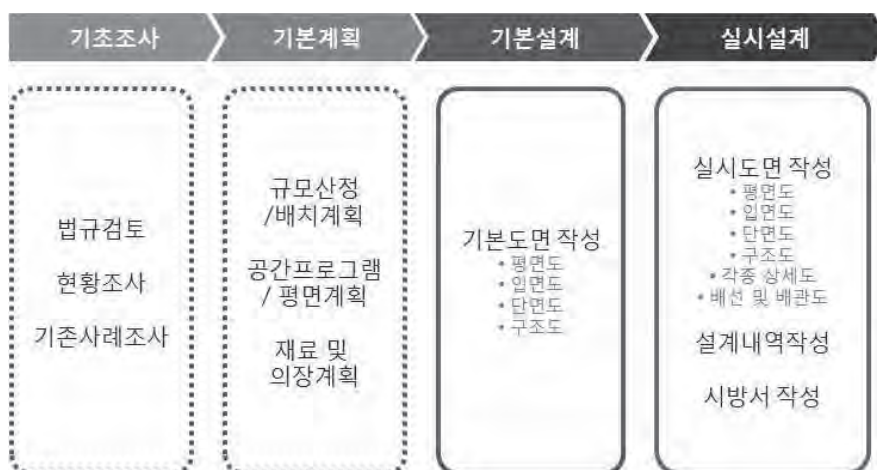 기초조사
기본계획
기본설계
실시설계
법규검토
현황조사
기존사례조사
규모산정
/배치계획
공간프로그램
/ 평면계획
재료 및
의장계획
기본도면 작성
• 평면도
• 입면도
• 단면도
• 구조도
실시도면 작성
• 평면도
• 입면도
• 단면도
• 구조도
• 각종 상세도
• 배선 및 배관도
설계내역작성
시방서 작성